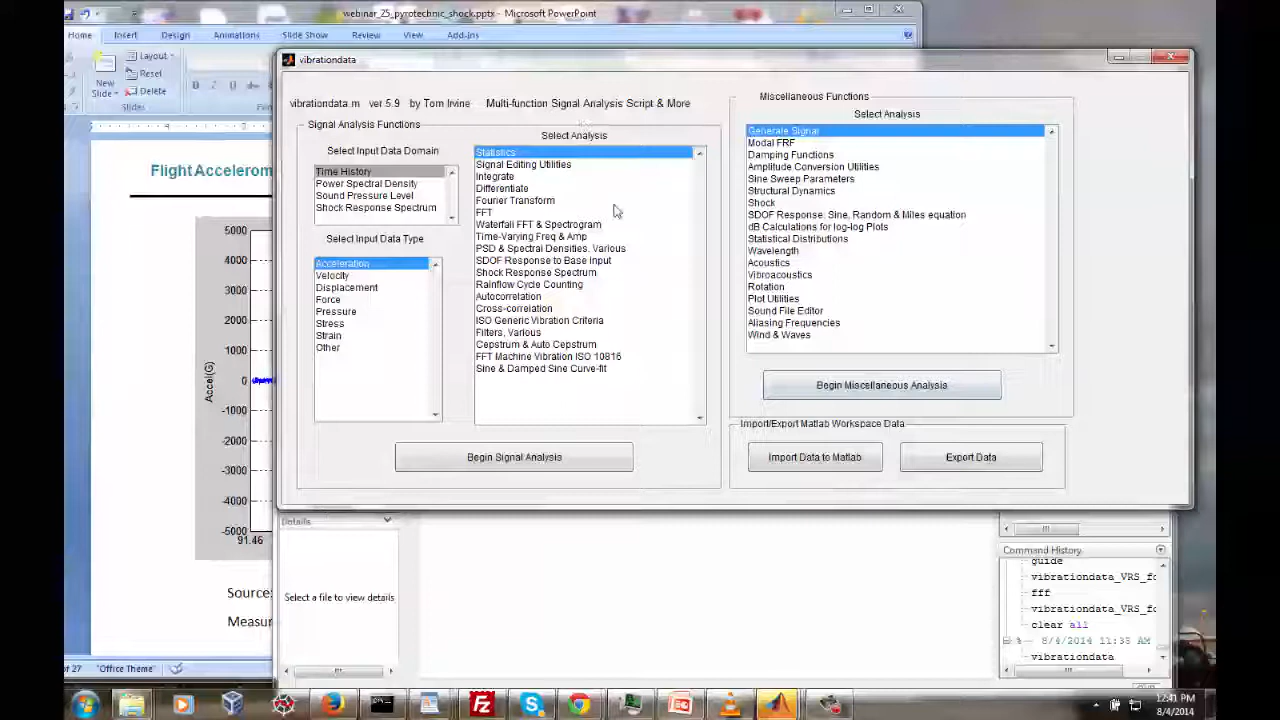 webinar_25_pyrotechnic_shock.pptx - Microsoft PowerPoint
Home Insert Design Animations Slide Show Review View Add-Ins
New Slide
Layout
Reset
Delete
Slides
Flight Accelerom
Accel(G)
5000
4000
3000
2000
1000
0
-1000
-2000
-3000
-4000
-5000
91.46
Source:
Measur
of 27 "Office Theme"
vibrationdata
vibrationdata.m ver 5.9 by Tom Irvine Multi-function Signal Analysis Script & More
Signal Analysis Functions
Select Input Data Domain
Time History
Power Spectral Density
Sound Pressure Level
Shock Response Spectrum
Select Input Data Type
Acceleration
Velocity
Displacement
Force
Pressure
Stress
Strain
Other
Select Analysis
Statistics
Signal Editing Utilities
Integrate
Differentiate
Fourier Transform
FFT
Waterfall FFT & Spectrogram
Time-Varying Freq & Amp
PSD & Spectral Densities, Various
SDOF Response to Base Input
Shock Response Spectrum
Rainflow Cycle Counting
Autocorrelation
Cross-correlation
ISO Generic Vibration Criteria
Filters, Various
Cepstrum & Auto Cepstrum
FFT Machine Vibration ISO 10816
Sine & Damped Sine Curve-fit
Begin Signal Analysis
Miscellaneous Functions
Select Analysis
Generate Signal
Modal FRF
Damping Functions
Amplitude Conversion Utilities
Sine Sweep Parameters
Structural Dynamics
Shock
SDOF Response: Sine, Random & Miles equation
dB Calculations for log-log Plots
Statistical Distributions
Wavelength
Acoustics
Vibroacoustics
Rotation
Plot Utilities
Sound File Editor
Aliasing Frequencies
Wind & Waves
Begin Miscellaneous Analysis
Import/Export Matlab Workspace Data
Import Data to Matlab
Export Data
Details
Select a file to view details
Command History
guide
vibrationdata_VRS_fo
fff
vibrationdata_VRS_fo
clear all
%-- 8/4/2014 11:35 AM
vibrationdata
12:41 PM
8/4/2014